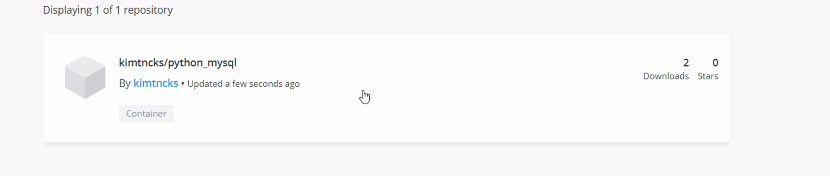 Displaying 1 of 1 repository
kimtncks/python_mysql
2 0
By kimtncks • Updated a few seconds ago
Downloads Stars
Container